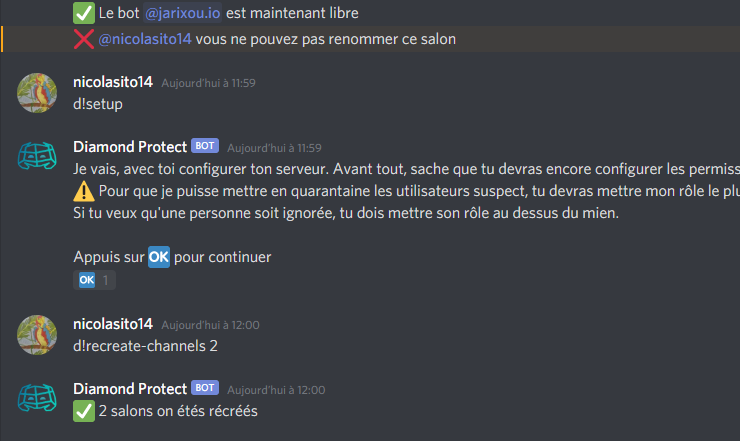 ✅ Le bot @jarixou.io est maintenant libre
❌ @nicolasito14 vous ne pouvez pas renommer ce salon
nicolasito14 Aujourd'hui à 11:59
d!setup
Diamond Protect BOT Aujourd'hui à 11:59
Je vais, avec toi configurer ton serveur. Avant tout, sache que tu devras encore configurer les permiss
⚠️ Pour que je puisse mettre en quarantaine les utilisateurs suspect, tu devras mettre mon rôle le plu
Si tu veux qu'une personne soit ignorée, tu dois mettre son rôle au dessus du mien.
Appuis sur 🆗 pour continuer
🆗 1
nicolasito14 Aujourd'hui à 12:00
d!recreate-channels 2
Diamond Protect BOT Aujourd'hui à 12:00
✅ 2 salons on étés récréés